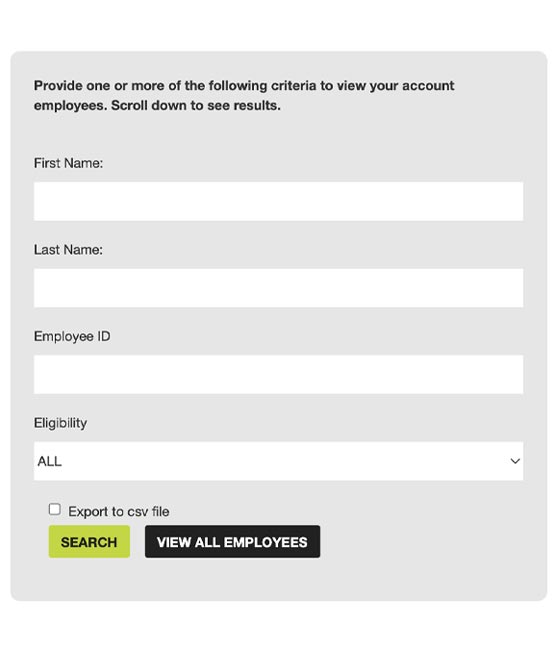 Provide one or more of the following criteria to view your account
employees. Scroll down to see results.
First Name:
Last Name:
Employee ID
Eligibility
ALL
Export to csv file
SEARCH
VIEW ALL EMPLOYEES